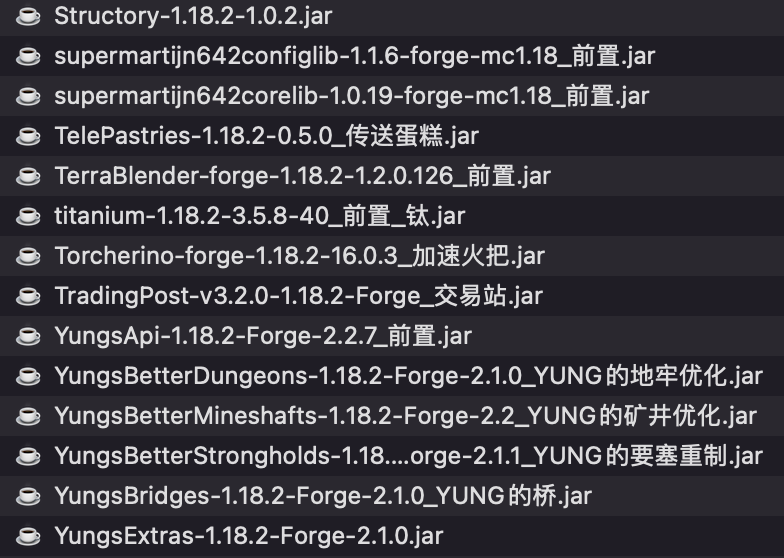 Structory-1.18.2-1.0.2.jar
supermartijn642configlib-1.1.6-forge-mc1.18_前置.jar
supermartijn642corelib-1.0.19-forge-mc1.18_前置.jar
TelePastries-1.18.2-0.5.0_传送蛋糕.jar
TerraBlender-forge-1.18.2-1.2.0.126_前置.jar
titanium-1.18.2-3.5.8-40_前置_钛.jar
Torcherino-forge-1.18.2-16.0.3_加速火把.jar
TradingPost-v3.2.0-1.18.2-Forge_交易站.jar
YungsApi-1.18.2-Forge-2.2.7_前置.jar
YungsBetterDungeons-1.18.2-Forge-2.1.0_YUNG的地牢优化.jar
YungsBetterMineshafts-1.18.2-Forge-2.2_YUNG的矿井优化.jar
YungsBetterStrongholds-1.18....orge-2.1.1_YUNG的要塞重制.jar
YungsBridges-1.18.2-Forge-2.1.0_YUNG的桥.jar
YungsExtras-1.18.2-Forge-2.1.0.jar